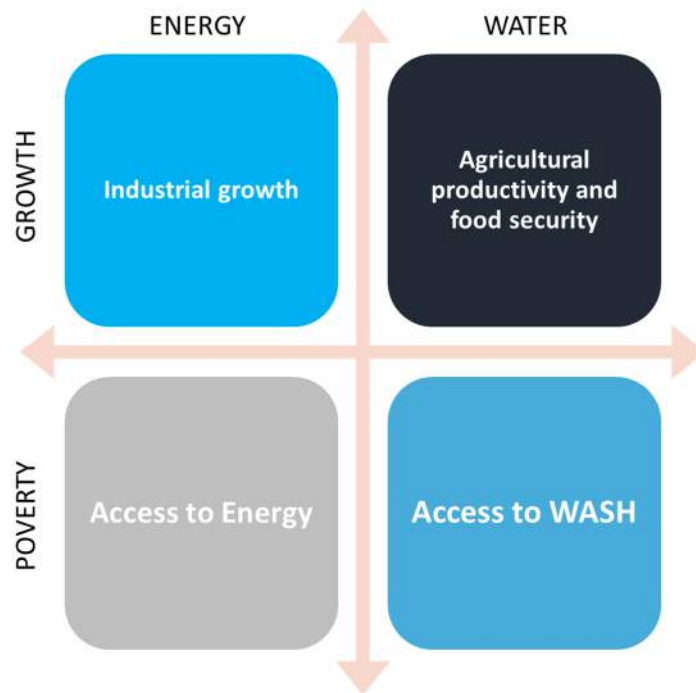 ENERGY
WATER
GROWTH
Industrial growth
Agricultural
productivity and
food security
POVERTY
Access to Energy
Access to WASH